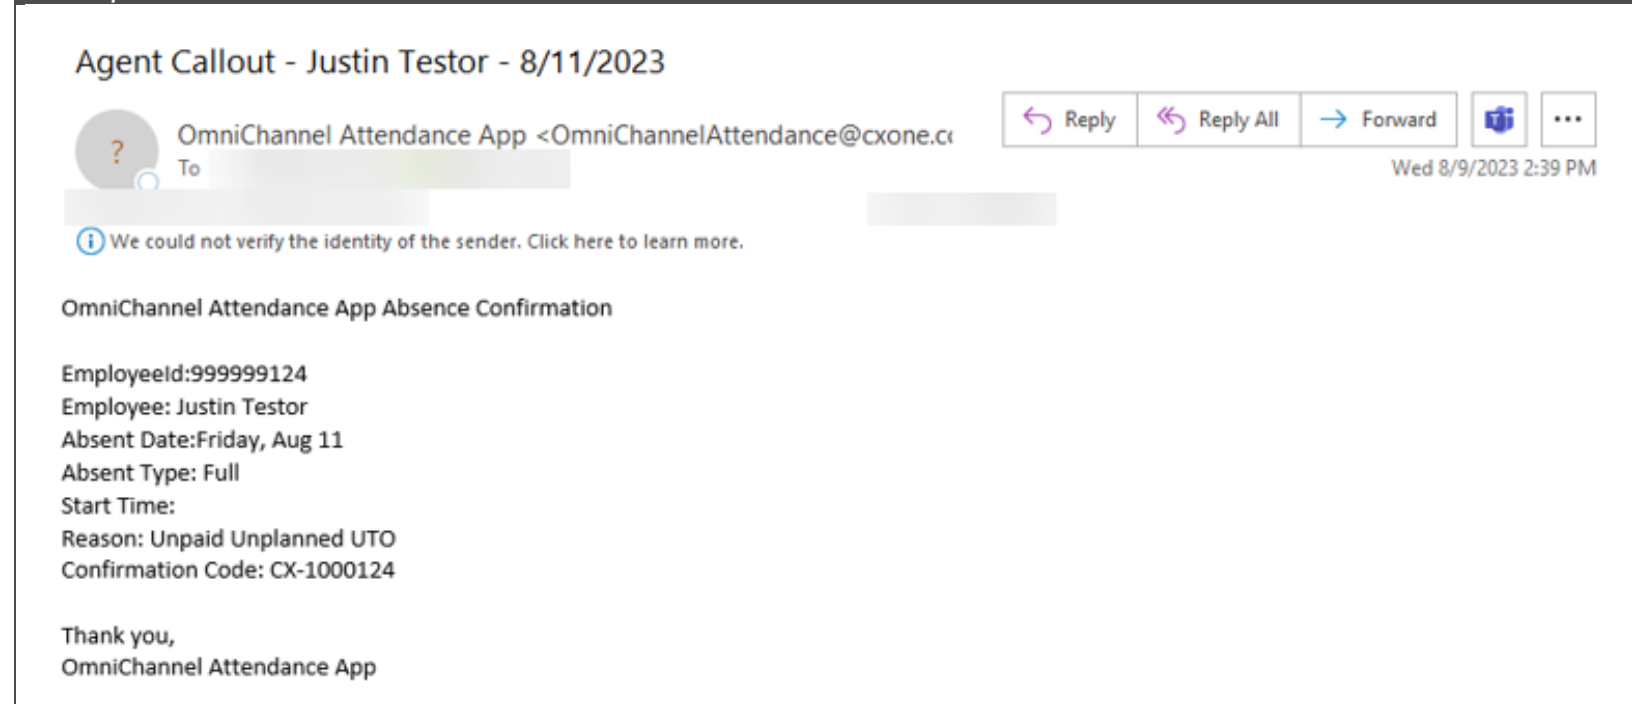 Agent Callout - Justin Testor - 8/11/2023
Reply
Reply All
Forward
?
OmniChannel Attendance App <OmniChannelAttendance@cxone.c
To
Wed 8/9/2023 2:39 PM
We could not verify the identity of the sender. Click here to learn more.
OmniChannel Attendance App Absence Confirmation
EmployeeId:999999124
Employee: Justin Testor
Absent Date:Friday, Aug 11
Absent Type: Full
Start Time:
Reason: Unpaid Unplanned UTO
Confirmation Code: CX-1000124
Thank you,
OmniChannel Attendance App